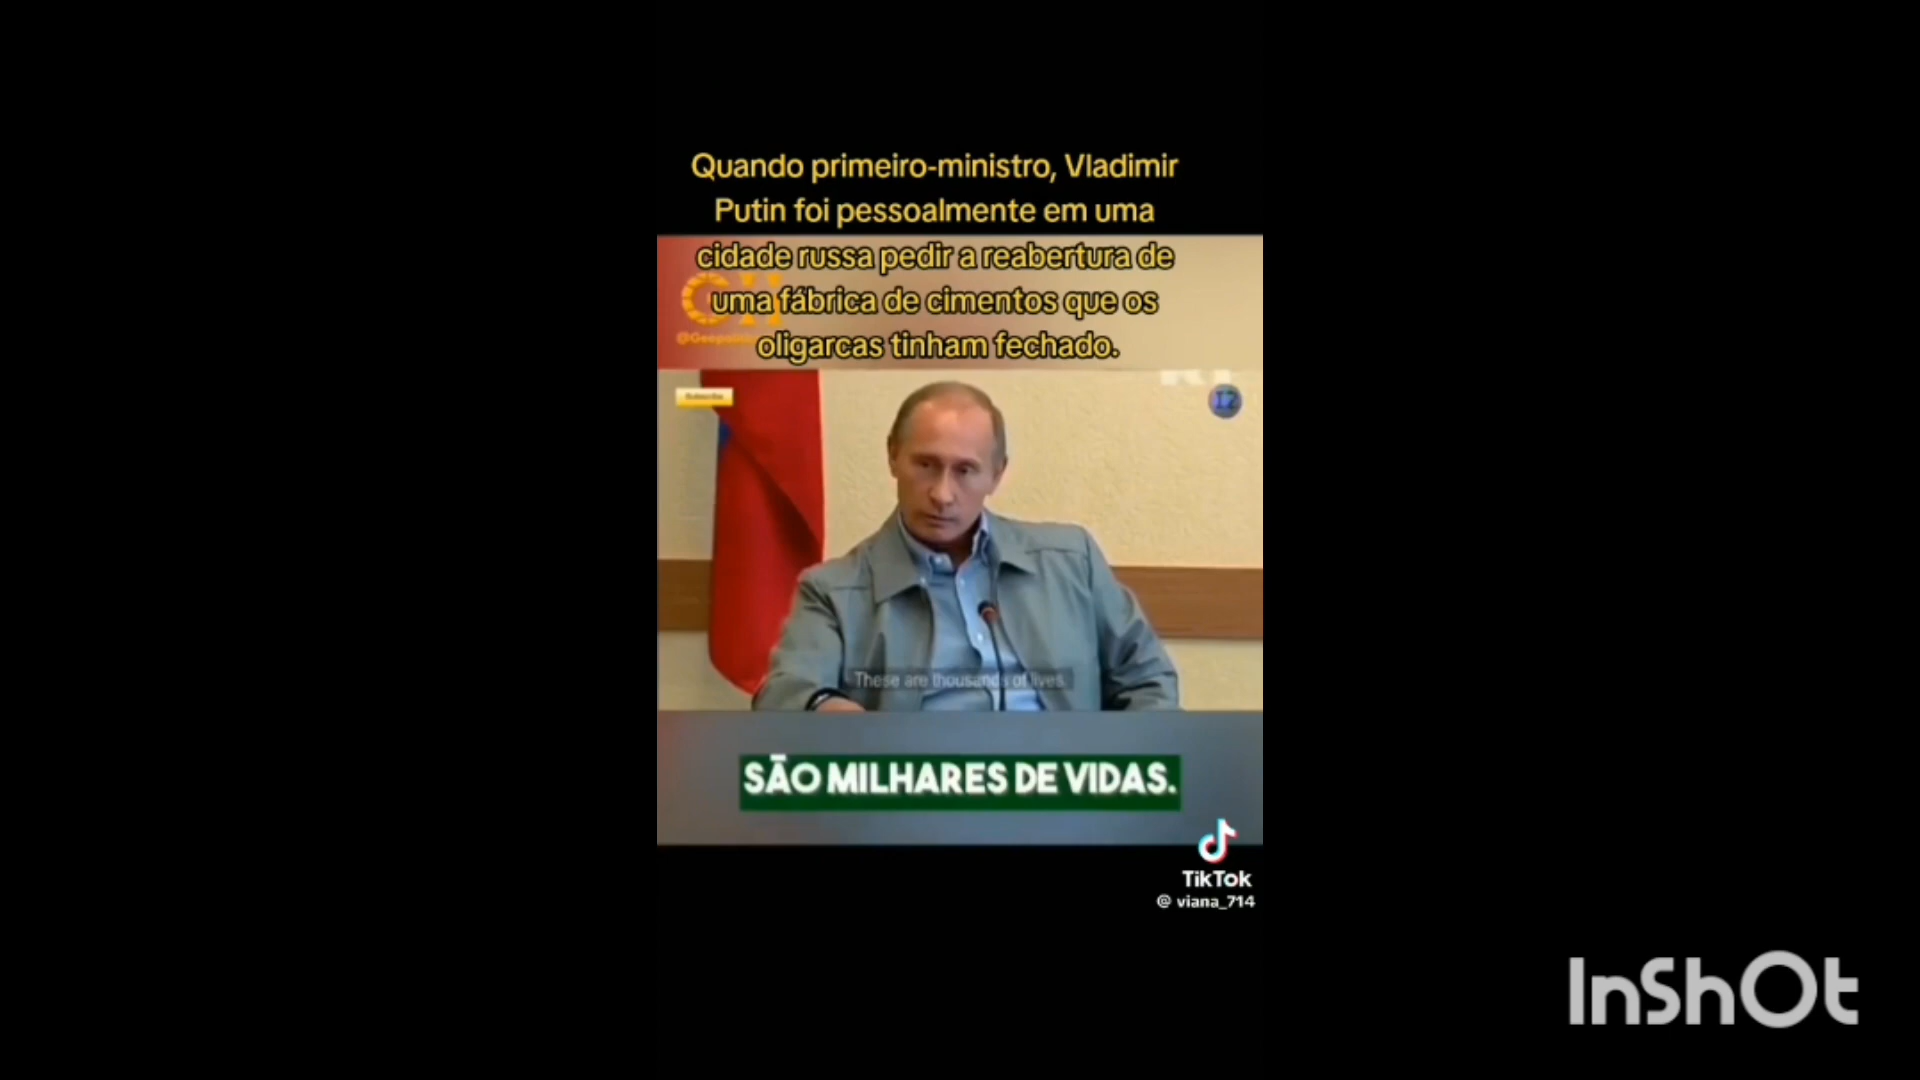 Quando primeiro-ministro, Vladimir
Putin foi pessoalmente em uma
cidade russa pedir a reabertura de
uma fábrica de cimentos que os
oligarcas tinham fechado.
Subscribe
These are thousands of lives.
SÃO MILHARES DE VIDAS.
TikTok
@ viana_714
InShOt